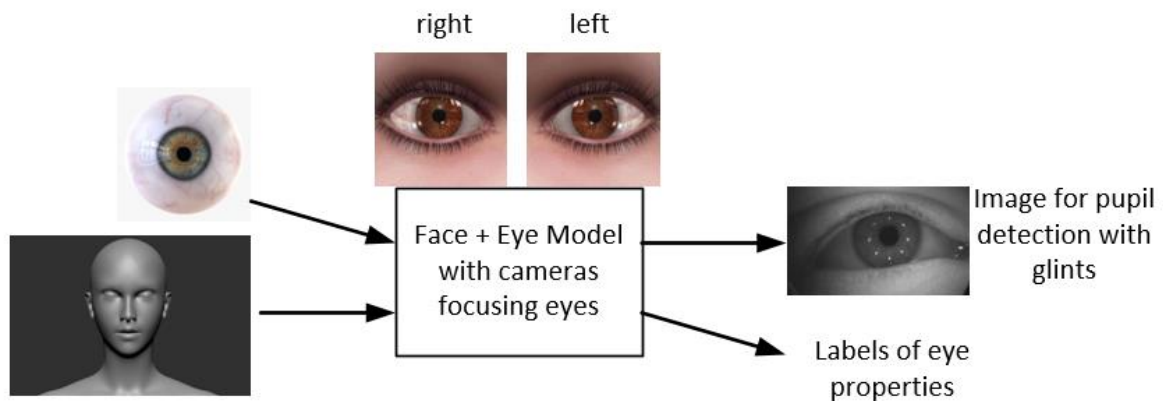 right
left
Face + Eye Model
with cameras
focusing eyes
Image for pupil
detection with
glints
Labels of eye
properties